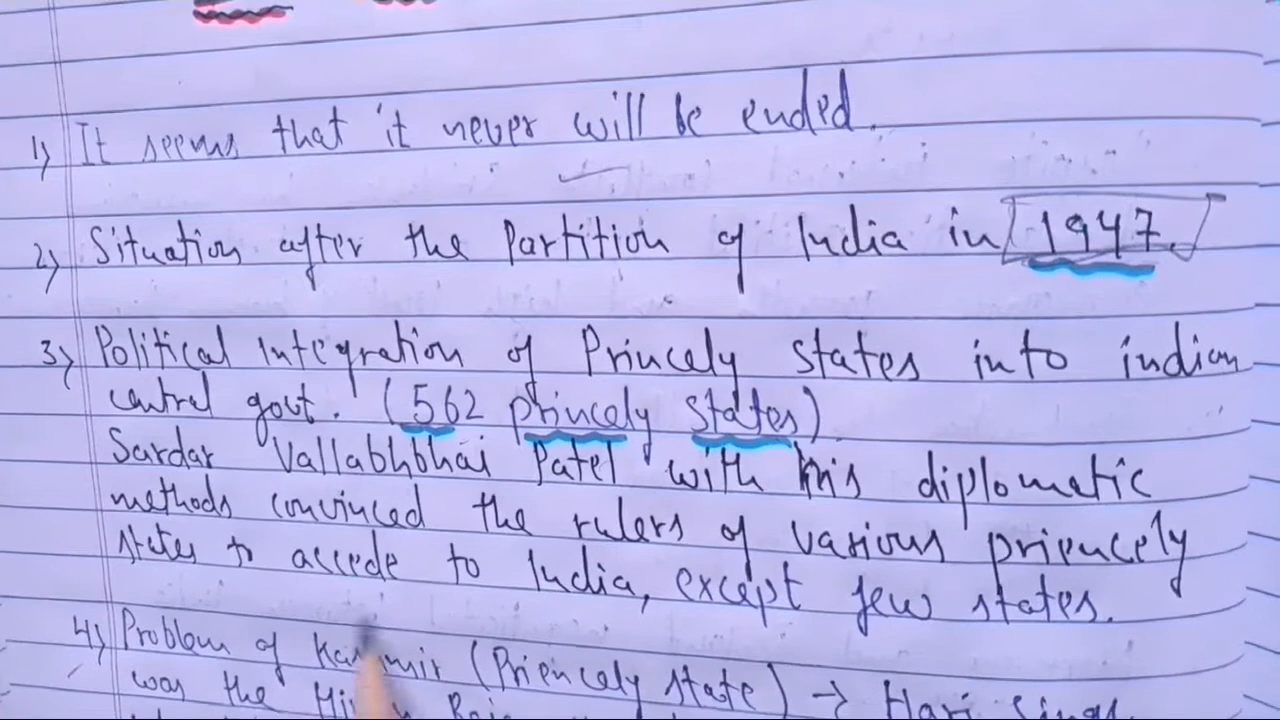 1) It seems that it never will be ended.
2) Situation after the Partition of India in 1947.
3) Political Integration of Princely states into indian
central govt. (562 princely states)
Sardar Vallabhbhai Patel with his diplomatic
methods convinced the rulers of various priencely
states to accede to India, except few states.
4) Problem of Kashmir (Priencely state) → Hari Singh
was the